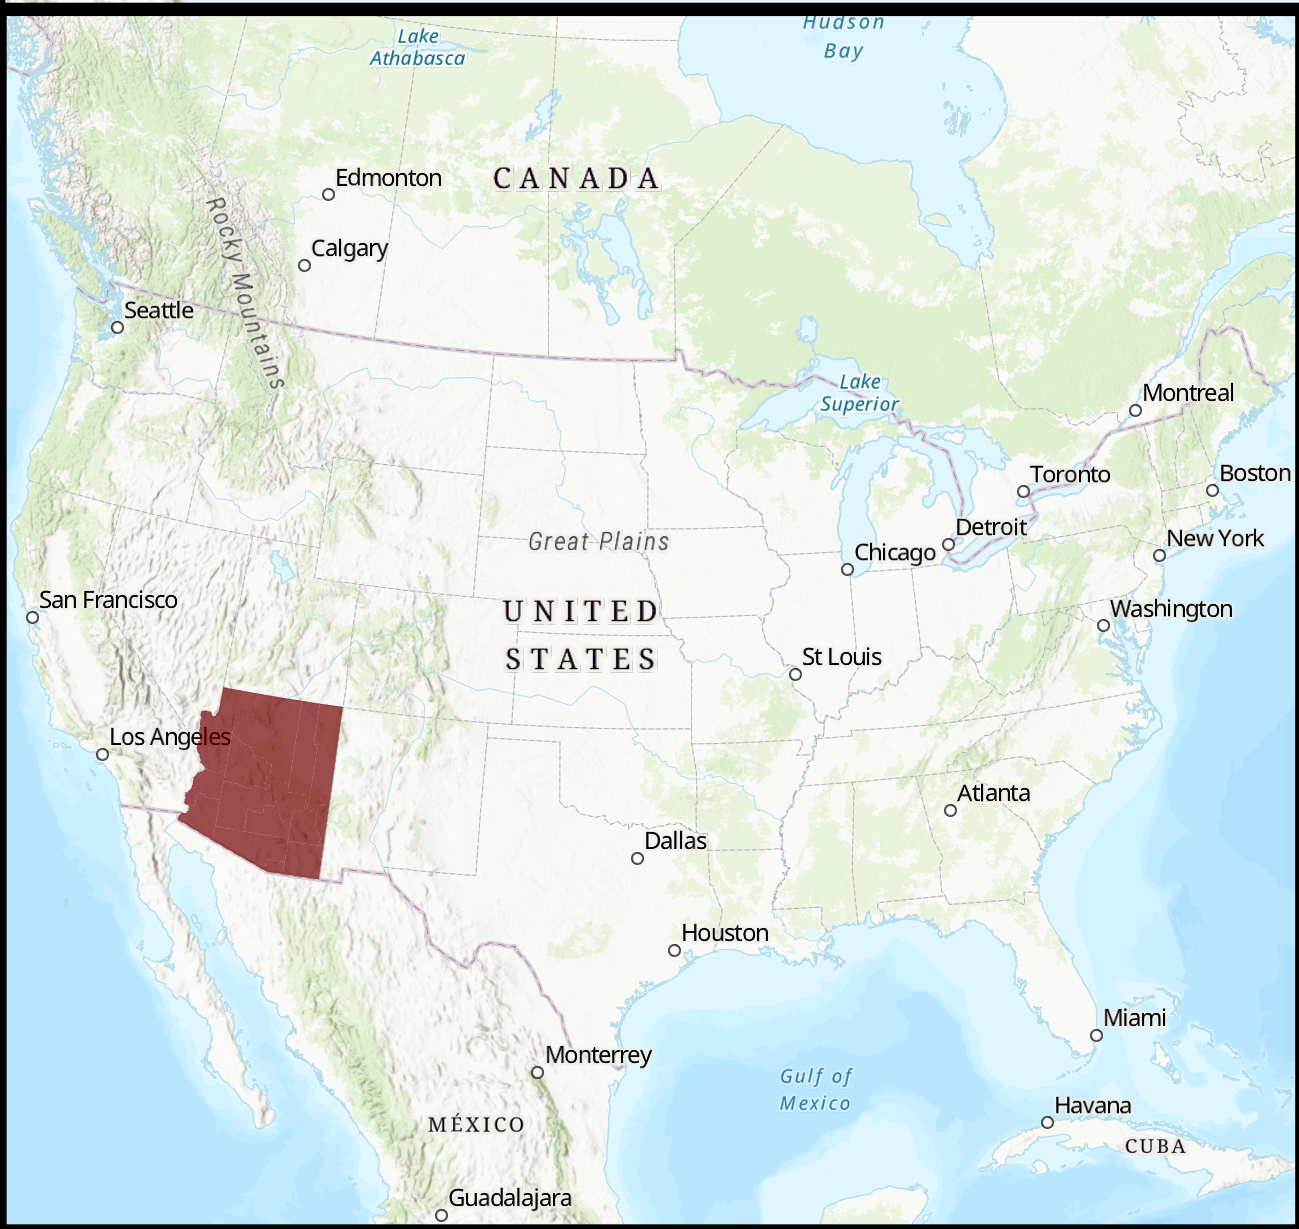 Hudson
Bay
Lake
Athabasca
Edmonton
CANADA
Rocky Mountains
Calgary
Seattle
Lake
Superior
Montreal
Toronto
Boston
Detroit
New York
Great Plains
Chicago
San Francisco
UNITED
STATES
Washington
St Louis
Los Angeles
Atlanta
Dallas
Houston
Miami
Monterrey
Gulf of
Mexico
Havana
MÉXICO
CUBA
Guadalajara